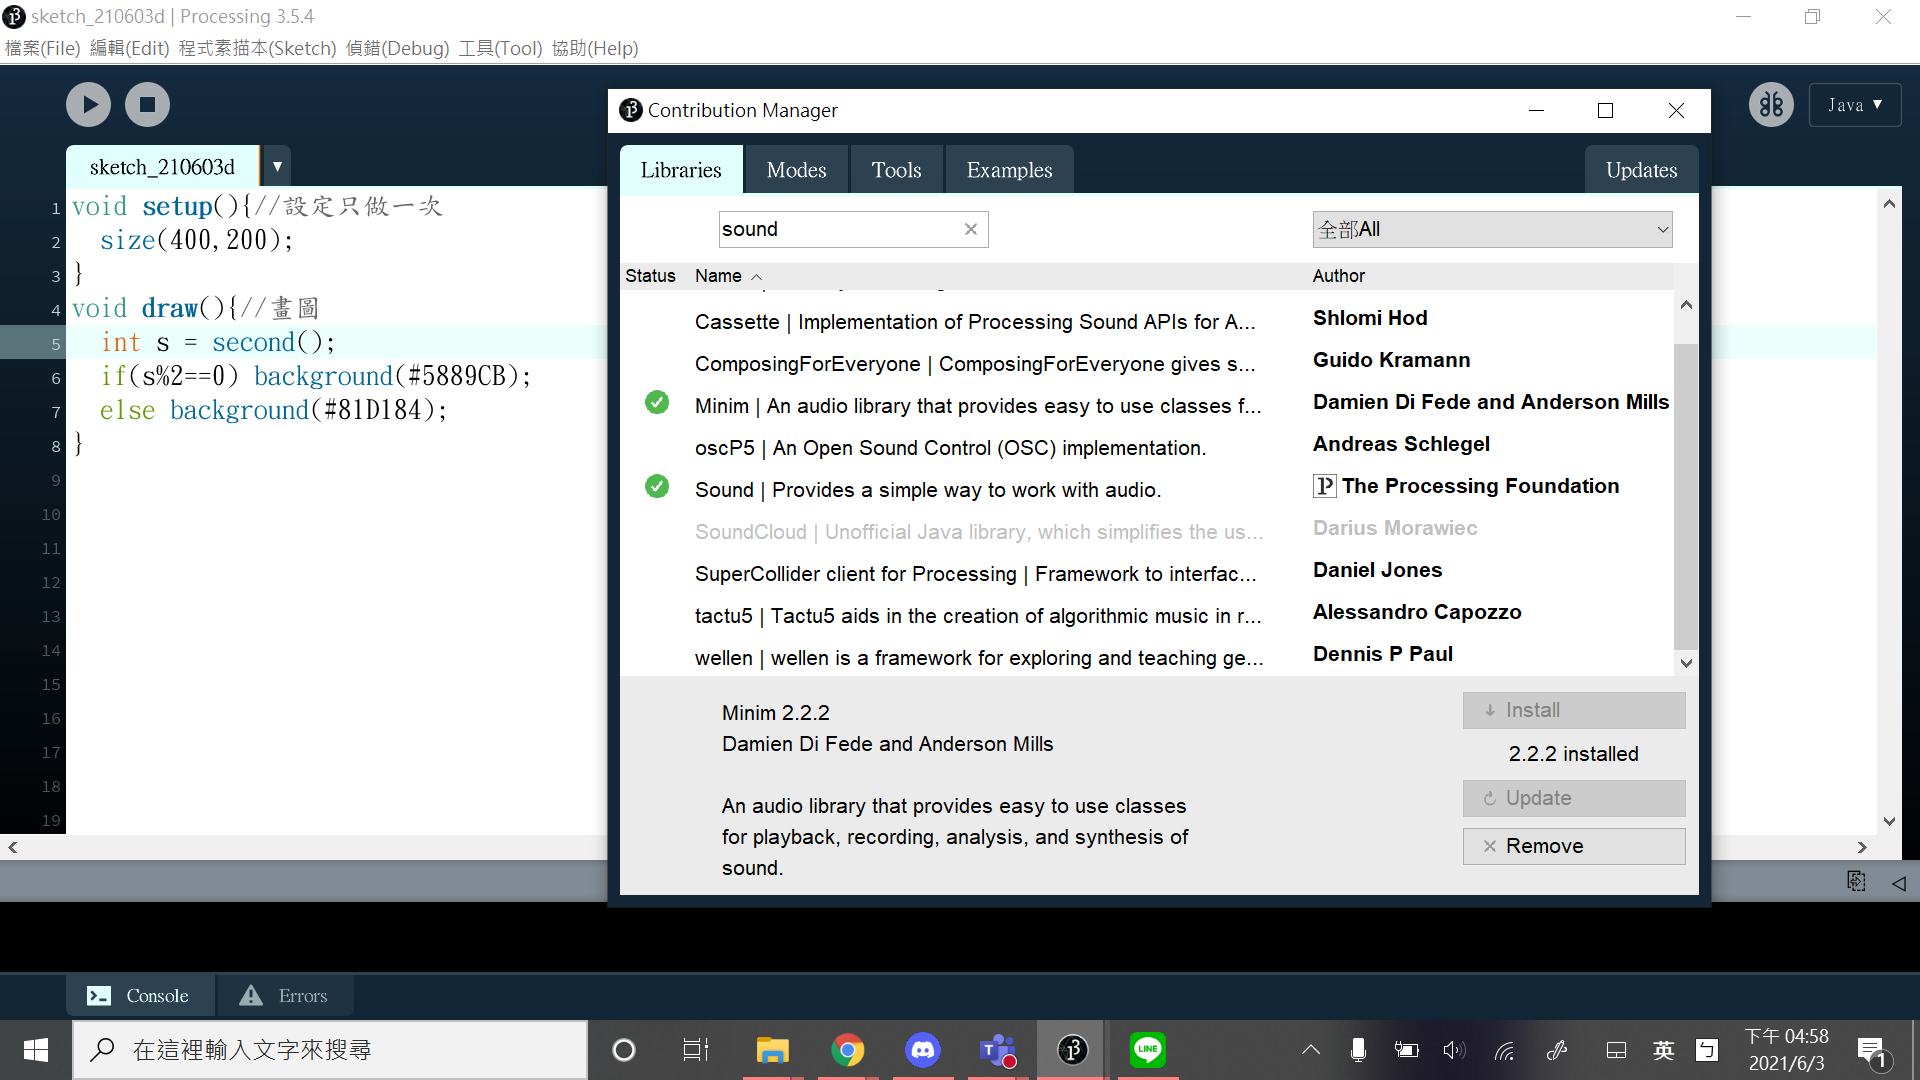 sketch_210603d | Processing 3.5.4
檔案(File) 編輯(Edit) 程式素描本(Sketch) 偵錯(Debug) 工具(Tool) 協助(Help)
Java ▼
sketch_210603d ▼
1 void setup(){//設定只做一次
2 size(400,200);
3 }
4 void draw(){//畫圖
5 int s = second();
6 if(s%2==0) background(#5889CB);
7 else background(#81D184);
8 }
9
10
11
12
13
14
15
16
17
18
19
Contribution Manager
Libraries Modes Tools Examples Updates
sound 全部All
Status Name Author
Cassette | Implementation of Processing Sound APIs for A... Shlomi Hod
ComposingForEveryone | ComposingForEveryone gives s... Guido Kramann
Minim | An audio library that provides easy to use classes f... Damien Di Fede and Anderson Mills
oscP5 | An Open Sound Control (OSC) implementation. Andreas Schlegel
Sound | Provides a simple way to work with audio. The Processing Foundation
SoundCloud | Unofficial Java library, which simplifies the us... Darius Morawiec
SuperCollider client for Processing | Framework to interfac... Daniel Jones
tactu5 | Tactu5 aids in the creation of algorithmic music in r... Alessandro Capozzo
wellen | wellen is a framework for exploring and teaching ge... Dennis P Paul
Minim 2.2.2
Damien Di Fede and Anderson Mills
An audio library that provides easy to use classes
for playback, recording, analysis, and synthesis of
sound.
Install
2.2.2 installed
Update
Remove
Console Errors
在這裡輸入文字來搜尋
LINE
英
下午 04:58
2021/6/3
1